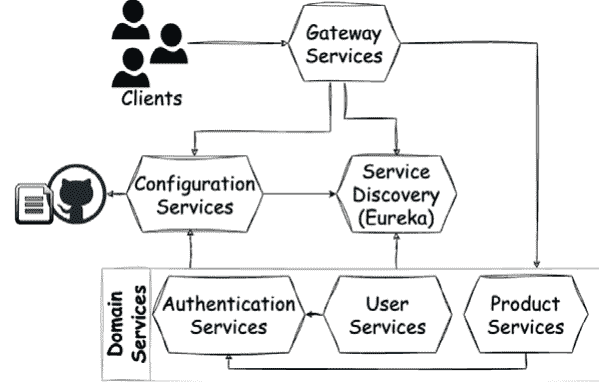 Gateway
Services
Clients
Configuration
Services
Service
Discovery
(Eureka)
Domain
Services
Authentication
Services
User
Services
Product
Services